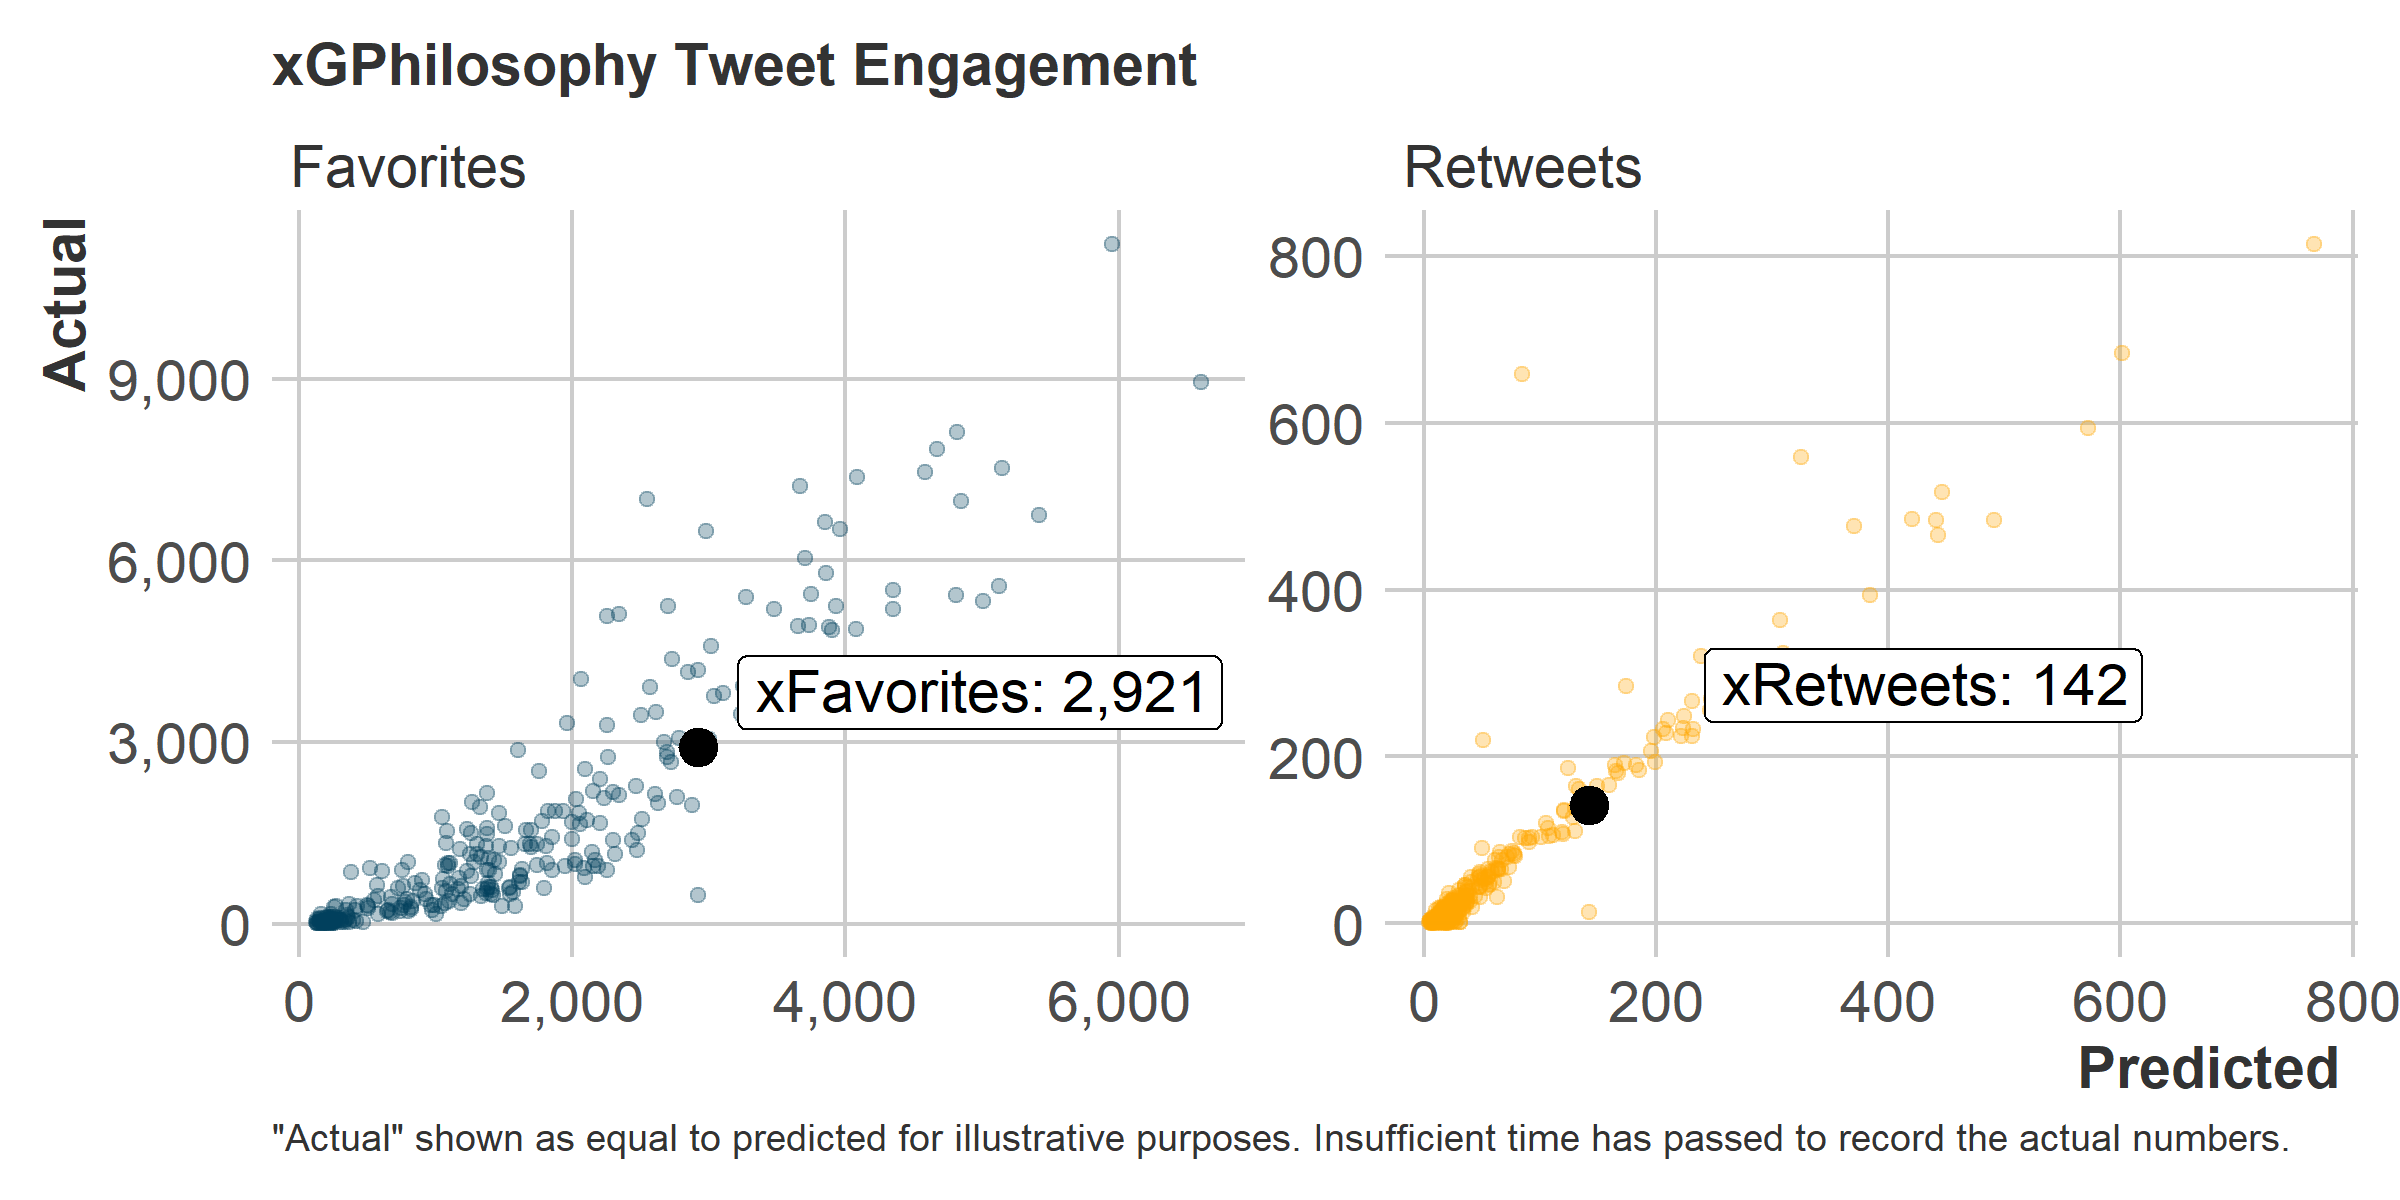 xGPhilosophy Tweet Engagement
Favorites
Retweets
Actual
9,000
6,000
3,000
0
800
600
400
200
0
xFavorites: 2,921
xRetweets: 142
0
2,000
4,000
6,000
0
200
400
600
800
Predicted
"Actual" shown as equal to predicted for illustrative purposes. Insufficient time has passed to record the actual numbers.